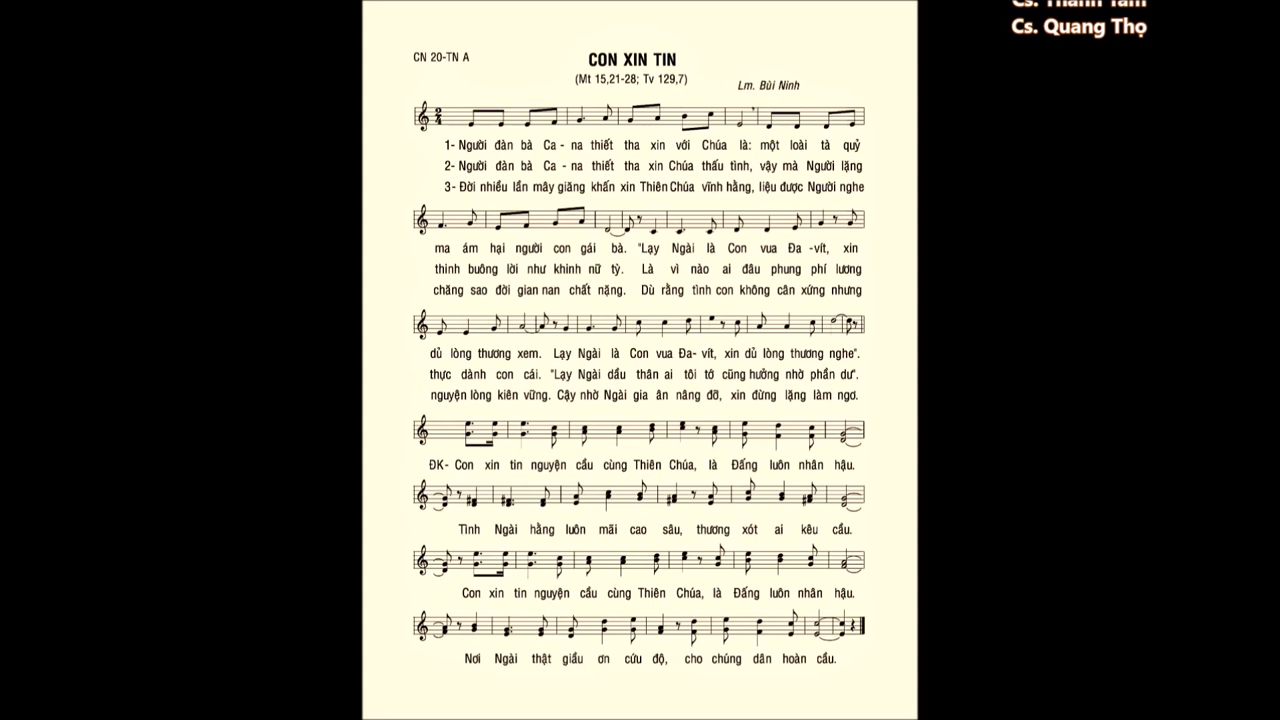 Cs. Thanh Tâm
Cs. Quang Thọ
CN 20-TN A
CON XIN TIN
(Mt 15,21-28; Tv 129,7)
Lm. Bùi Ninh
1- Người đàn bà Ca - na thiết tha xin với Chúa là: một loài tà quỷ
2- Người đàn bà Ca - na thiết tha xin Chúa thấu tình, vậy mà Người lặng
3- Đời nhiều lần mây giăng khấn xin Thiên Chúa vĩnh hằng, liệu được Người nghe
ma ám hại người con gái bà. "Lạy Ngài là Con vua Đa -vít, xin
thinh buông lời như khinh nữ tỳ. Là vì nào ai đâu phung phí lương
chăng sao đời gian nan chất nặng. Dù rằng tình con không cân xứng nhưng
dủ lòng thương xem. Lạy Ngài là Con vua Đa- vít, xin dủ lòng thương nghe".
thực dành con cái. "Lạy Ngài dẩu thân ai tôi tớ cũng hưởng nhờ phần dư".
nguyện lòng kiên vững. Cậy nhờ Ngài gia ân nâng đỡ, xin đừng lặng làm ngơ.
ĐK- Con xin tin nguyện cầu cùng Thiên Chúa, là Đấng luôn nhân hậu.
Tình Ngài hằng luôn mãi cao sâu, thương xót ai kêu cầu.
Con xin tin nguyện cầu cùng Thiên Chúa, là Đấng luôn nhân hậu.
Nơi Ngài thật giầu ơn cứu độ, cho chúng dân hoàn cầu.